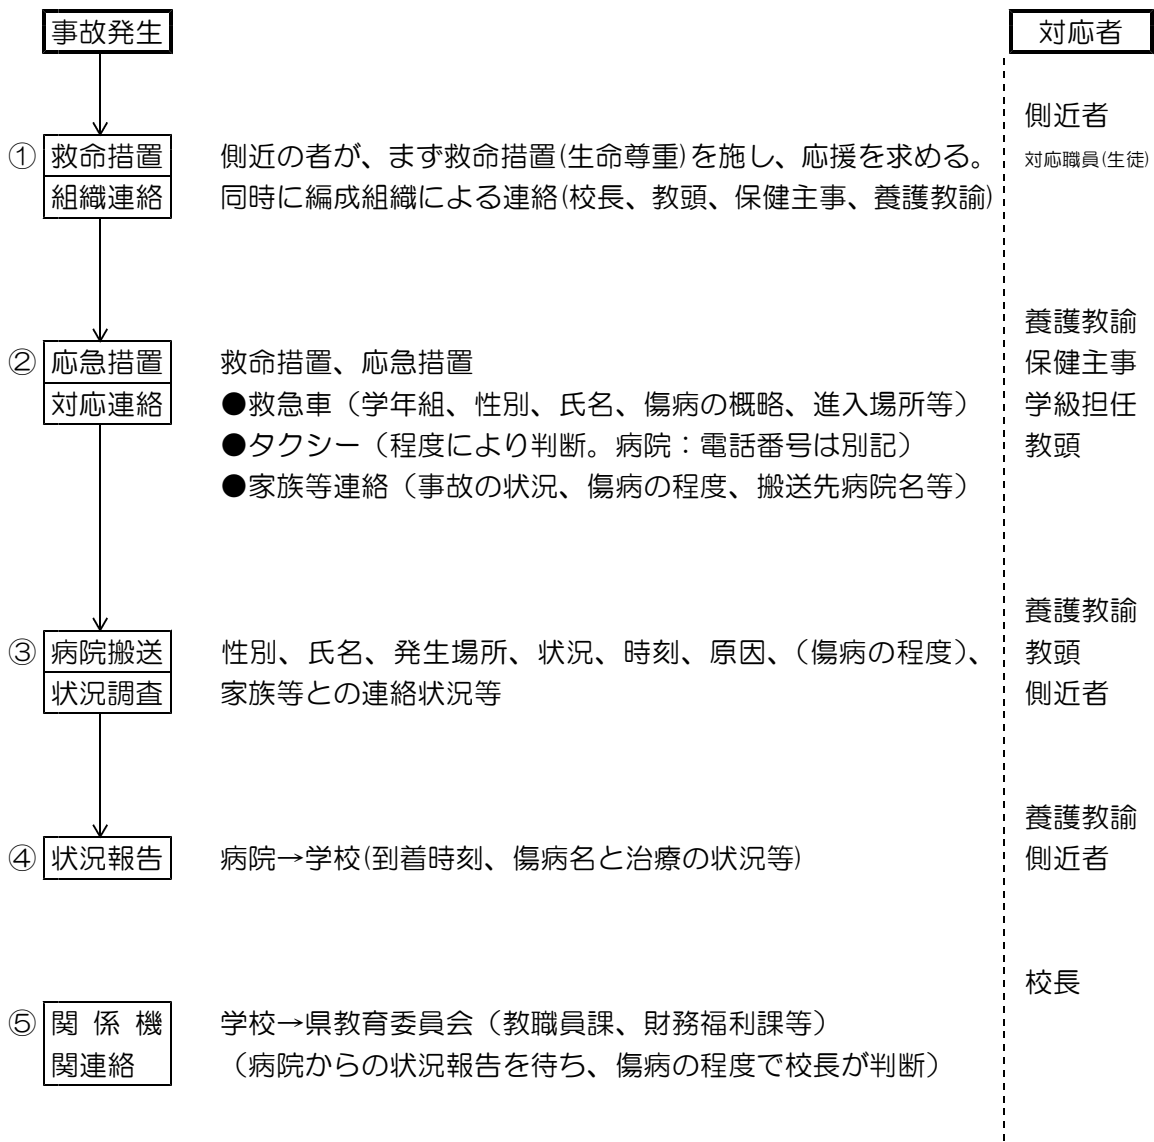 事故発生
対応者
側近者
① 救命措置 側近の者が、まず救命措置(生命尊重)を施し、応援を求める。 対応職員(生徒)
組織連絡 同時に編成組織による連絡(校長、教頭、保健主事、養護教諭)
養護教諭
② 応急措置 救命措置、応急措置 保健主事
対応連絡 ●救急車（学年組、性別、氏名、傷病の概略、進入場所等） 学級担任
●タクシー（程度により判断。病院：電話番号は別記） 教頭
●家族等連絡（事故の状況、傷病の程度、搬送先病院名等）
養護教諭
③ 病院搬送 性別、氏名、発生場所、状況、時刻、原因、（傷病の程度）、 教頭
状況調査 家族等との連絡状況等 側近者
養護教諭
④ 状況報告 病院→学校(到着時刻、傷病名と治療の状況等) 側近者
校長
⑤ 関 係 機 学校→県教育委員会（教職員課、財務福利課等）
関連絡 （病院からの状況報告を待ち、傷病の程度で校長が判断）